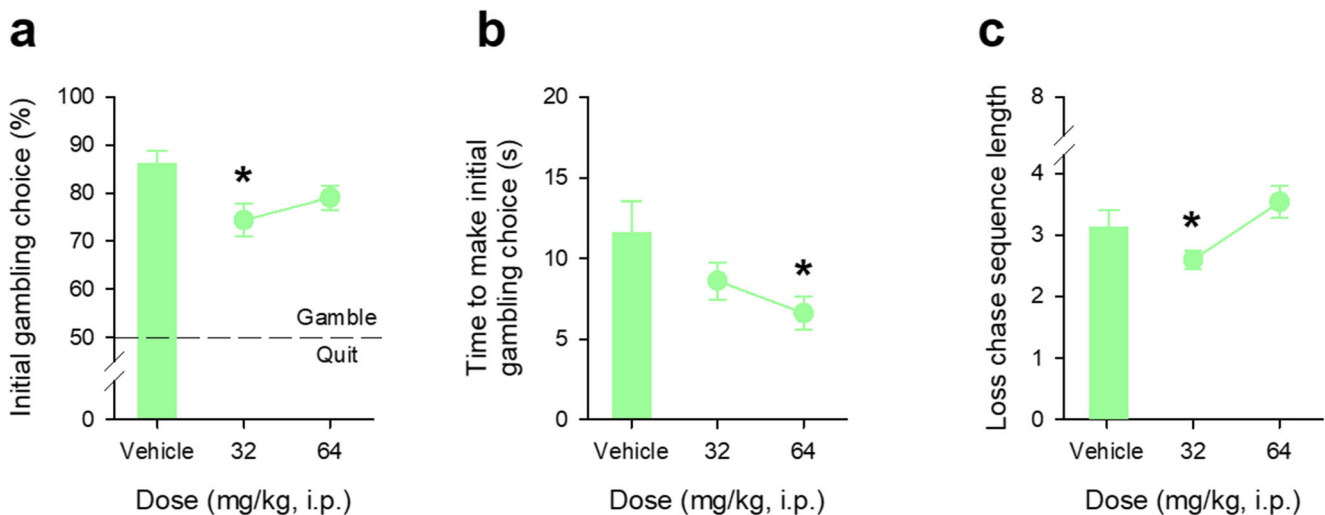 a
Initial gambling choice (%)
100
90
80
70
50
0
*
Gamble
Quit
Vehicle
32
64
Dose (mg/kg, i.p.)
b
Time to make initial
gambling choice (s)
20
15
10
5
0
*
Vehicle
32
64
Dose (mg/kg, i.p.)
c
Loss chase sequence length
8
4
3
2
1
0
*
Vehicle
32
64
Dose (mg/kg, i.p.)